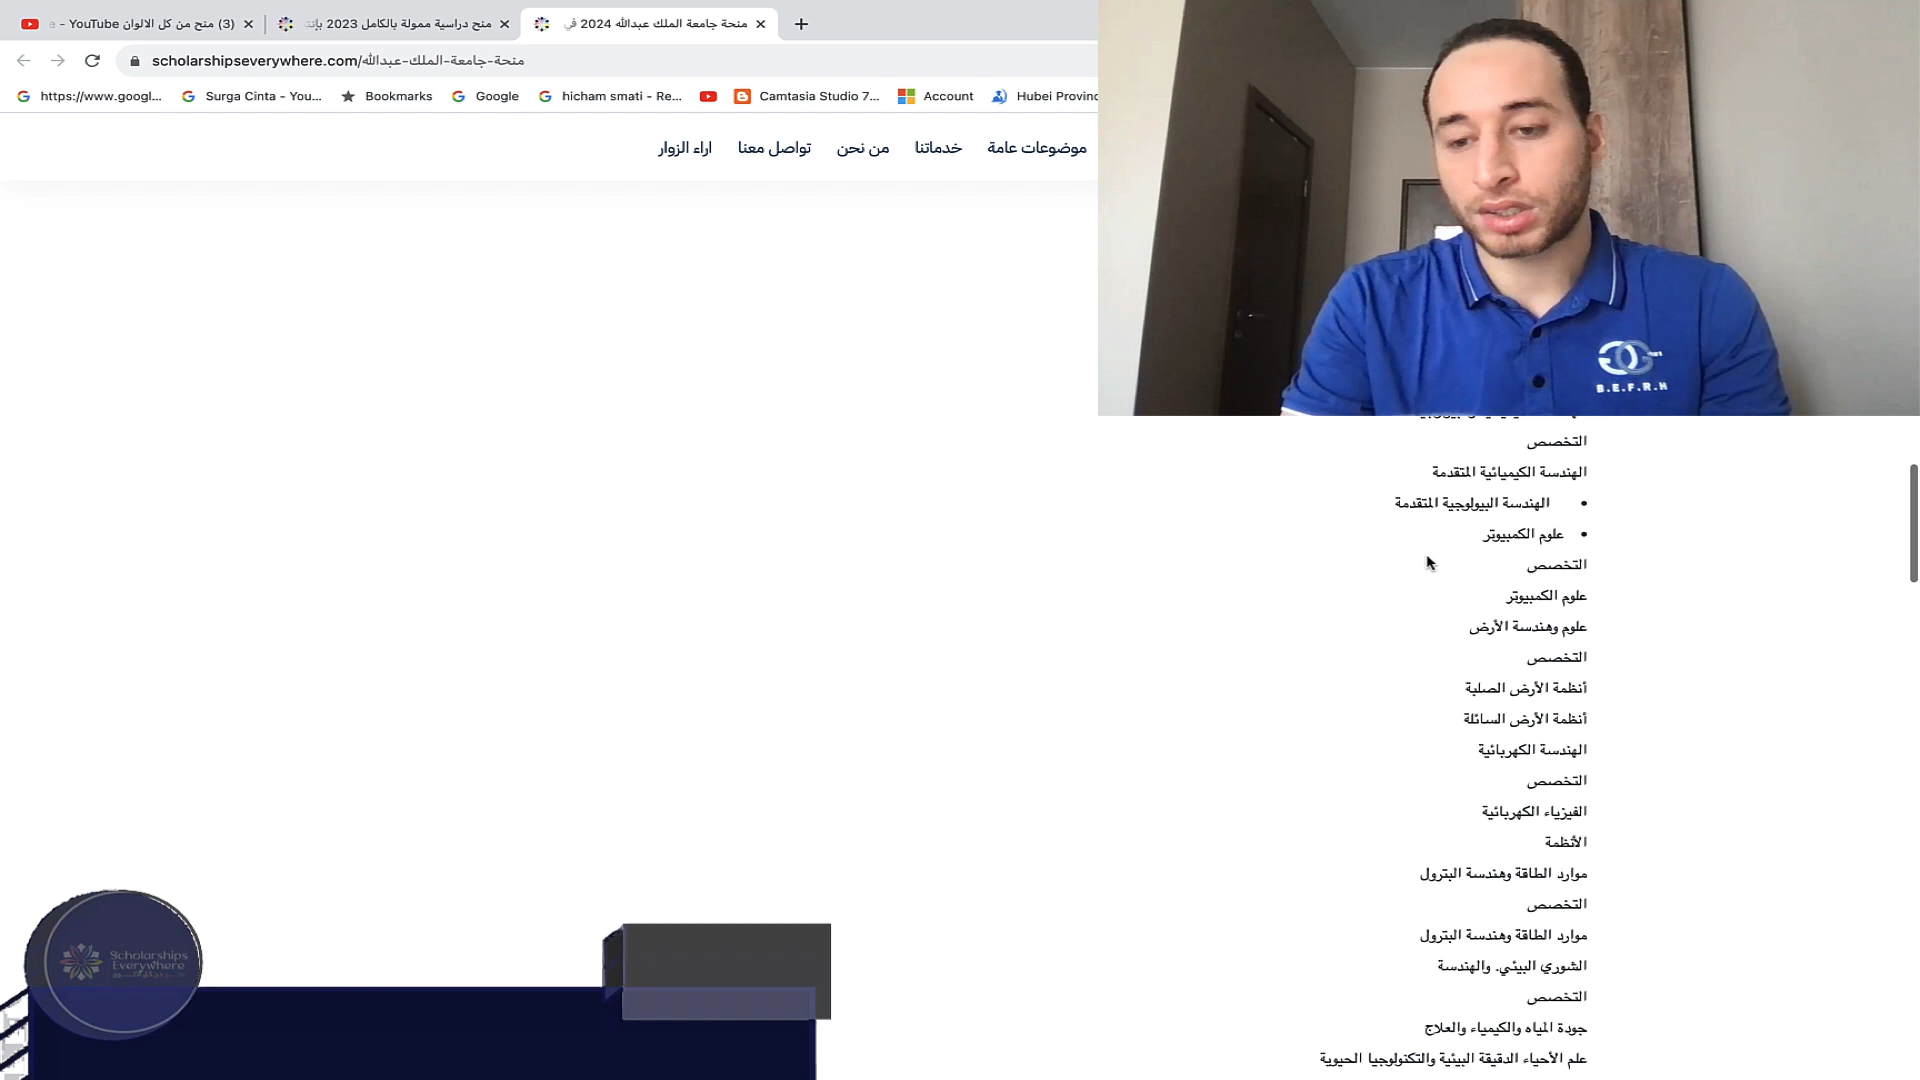 (3) منح من كل الالوان YouTube -
منح دراسية ممولة بالكامل 2023
منحة جامعة الملك عبدالله 2024 في
scholarshipseverywhere.com/منحة-جامعة-الملك-عبدالله
https://www.googl...
Surga Cinta - You...
Bookmarks
Google
hicham smati - Re...
Camtasia Studio 7...
Account
Hubei Provinc
موضوعات عامة
خدماتنا
من نحن
تواصل معنا
اراء الزوار
B.E.F.R.H
التخصص
الهندسة الكيميائية المتقدمة
• الهندسة البيولوجية المتقدمة
• علوم الكمبيوتر
التخصص
علوم الكمبيوتر
علوم وهندسة الأرض
التخصص
أنظمة الأرض الصلبة
أنظمة الأرض السائلة
الهندسة الكهربائية
التخصص
الفيزياء الكهربائية
الأنظمة
موارد الطاقة وهندسة البترول
التخصص
موارد الطاقة وهندسة البترول
الشوري البيئي. والهندسة
التخصص
جودة المياه والكيمياء والعلاج
علم الأحياء الدقيقة البيئية والتكنولوجيا الحيوية
Scholarships
Everywhere